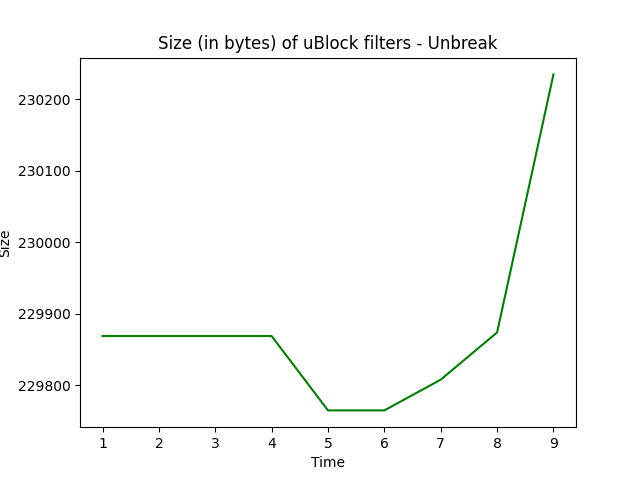 Size (in bytes) of uBlock filters - Unbreak
230200
230100
230000
229900
229800
Size
1 2 3 4 5 6 7 8 9
Time